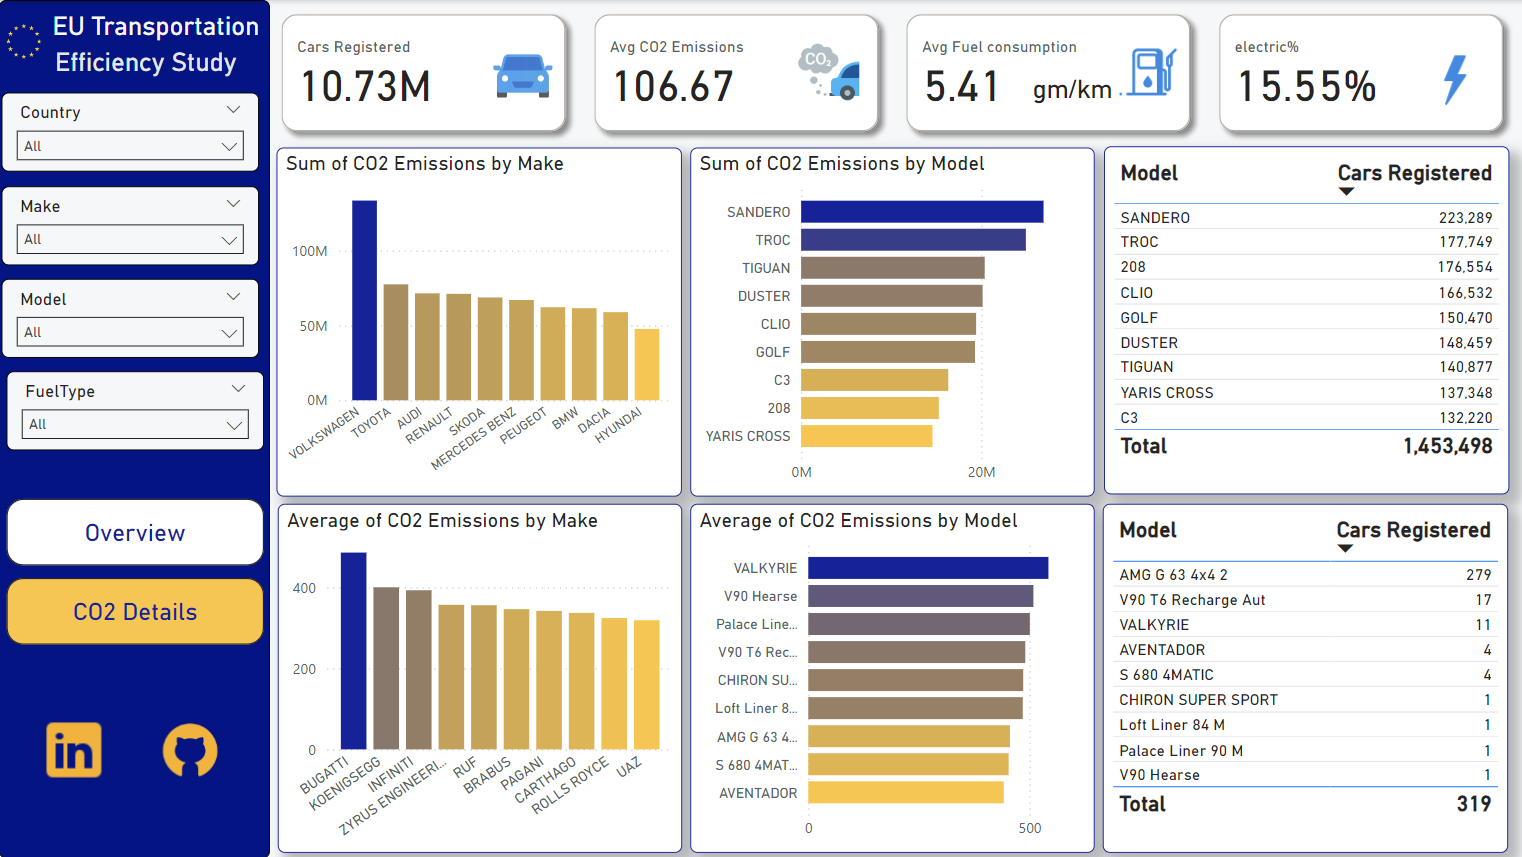 EU Transportation
Efficiency Study
Country
All
Make
All
Model
All
FuelType
All
Overview
CO2 Details
in
Cars Registered
10.73M
Avg CO2 Emissions
106.67
CO₂
Avg Fuel consumption
5.41 gm/km
electric%
15.55%
Sum of CO2 Emissions by Make
100M
50M
0M
VOLKSWAGEN
TOYOTA
AUDI
RENAULT
SKODA
MERCEDES BENZ
PEUGEOT
BMW
DACIA
HYUNDAI
Sum of CO2 Emissions by Model
SANDERO
TROC
TIGUAN
DUSTER
CLIO
GOLF
C3
208
YARIS CROSS
0M 20M
Model Cars Registered
SANDERO 223,289
TROC 177,749
208 176,554
CLIO 166,532
GOLF 150,470
DUSTER 148,459
TIGUAN 140,877
YARIS CROSS 137,348
C3 132,220
Total 1,453,498
Average of CO2 Emissions by Make
400
200
0
BUGATTI
KOENIGSEGG
INFINITI
ZYRUS ENGINEERI...
RUF
BRABUS
PAGANI
CARTHAGO
ROLLS ROYCE
UAZ
Average of CO2 Emissions by Model
VALKYRIE
V90 Hearse
Palace Line...
V90 T6 Rec...
CHIRON SU...
Loft Liner 8...
AMG G 63 4...
S 680 4MAT...
AVENTADOR
0 500
Model Cars Registered
AMG G 63 4x4 2 279
V90 T6 Recharge Aut 17
VALKYRIE 11
AVENTADOR 4
S 680 4MATIC 4
CHIRON SUPER SPORT 1
Loft Liner 84 M 1
Palace Liner 90 M 1
V90 Hearse 1
Total 319